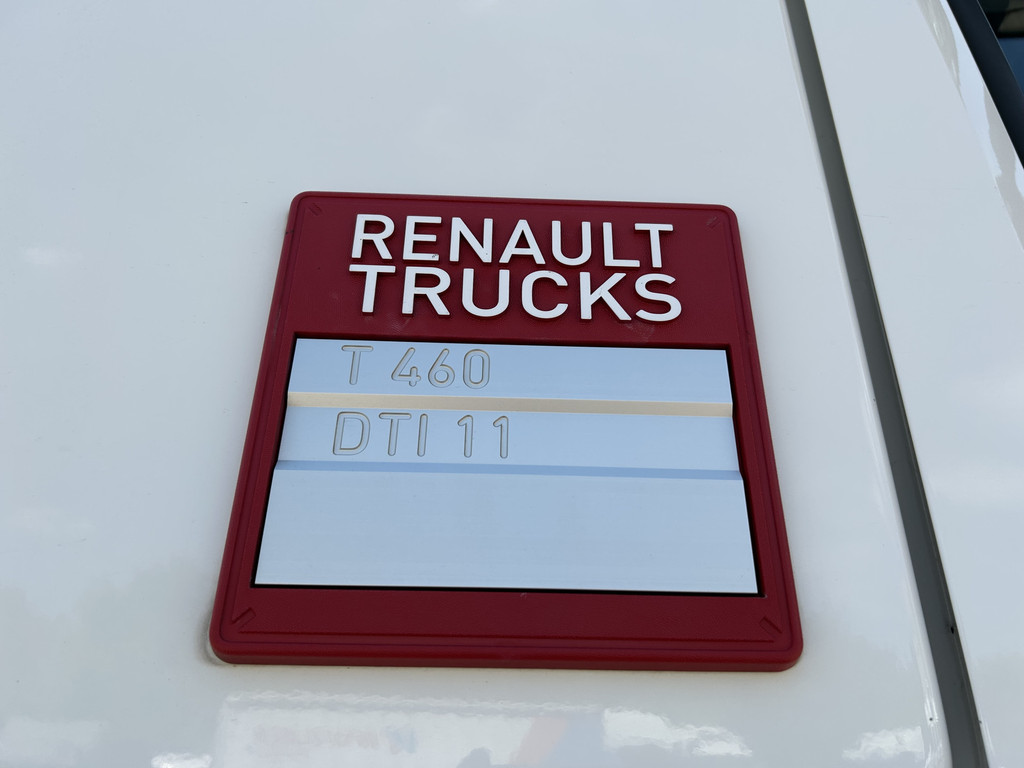 RENAULT
TRUCKS
T 460
DTI 11